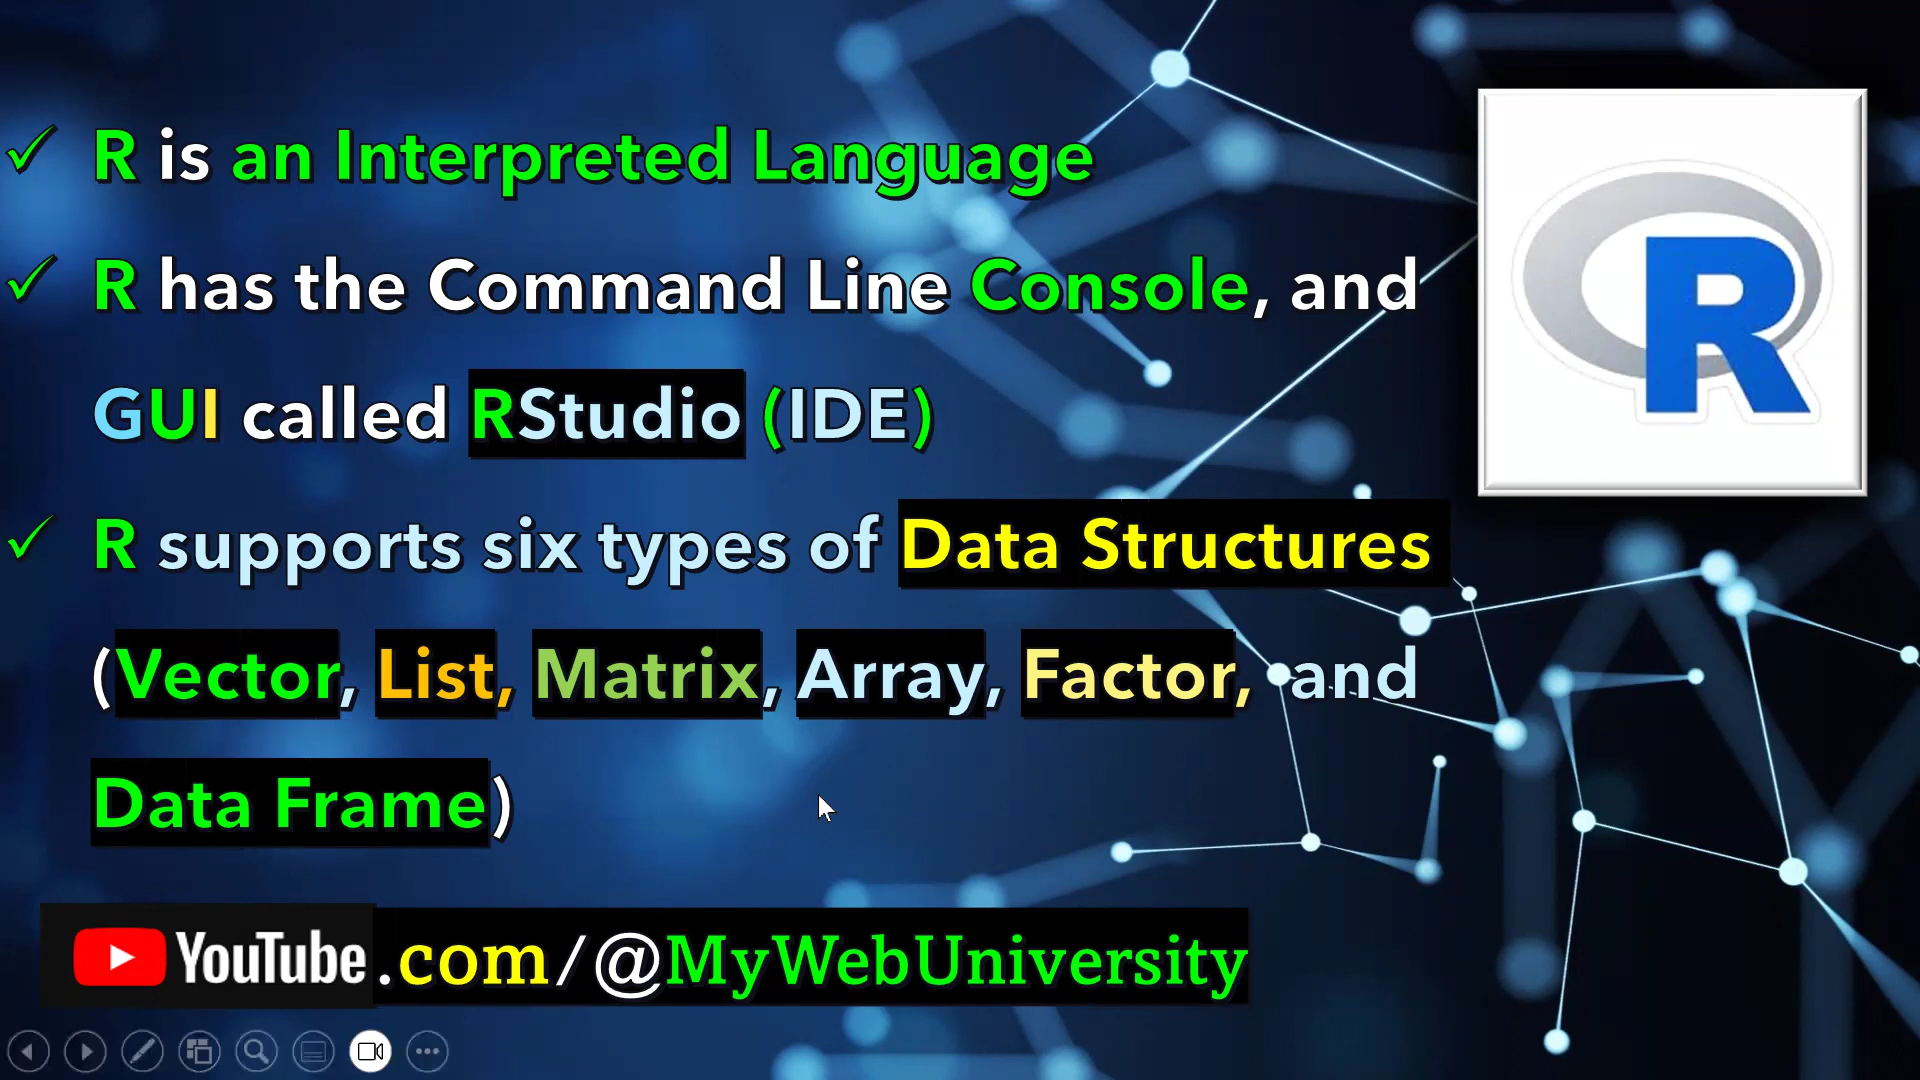 ✓ R is an Interpreted Language
✓ R has the Command Line Console, and
GUI called RStudio (IDE)
✓ R supports six types of Data Structures
(Vector, List, Matrix, Array, Factor, and
Data Frame)
YouTube.com/@MyWebUniversity
R